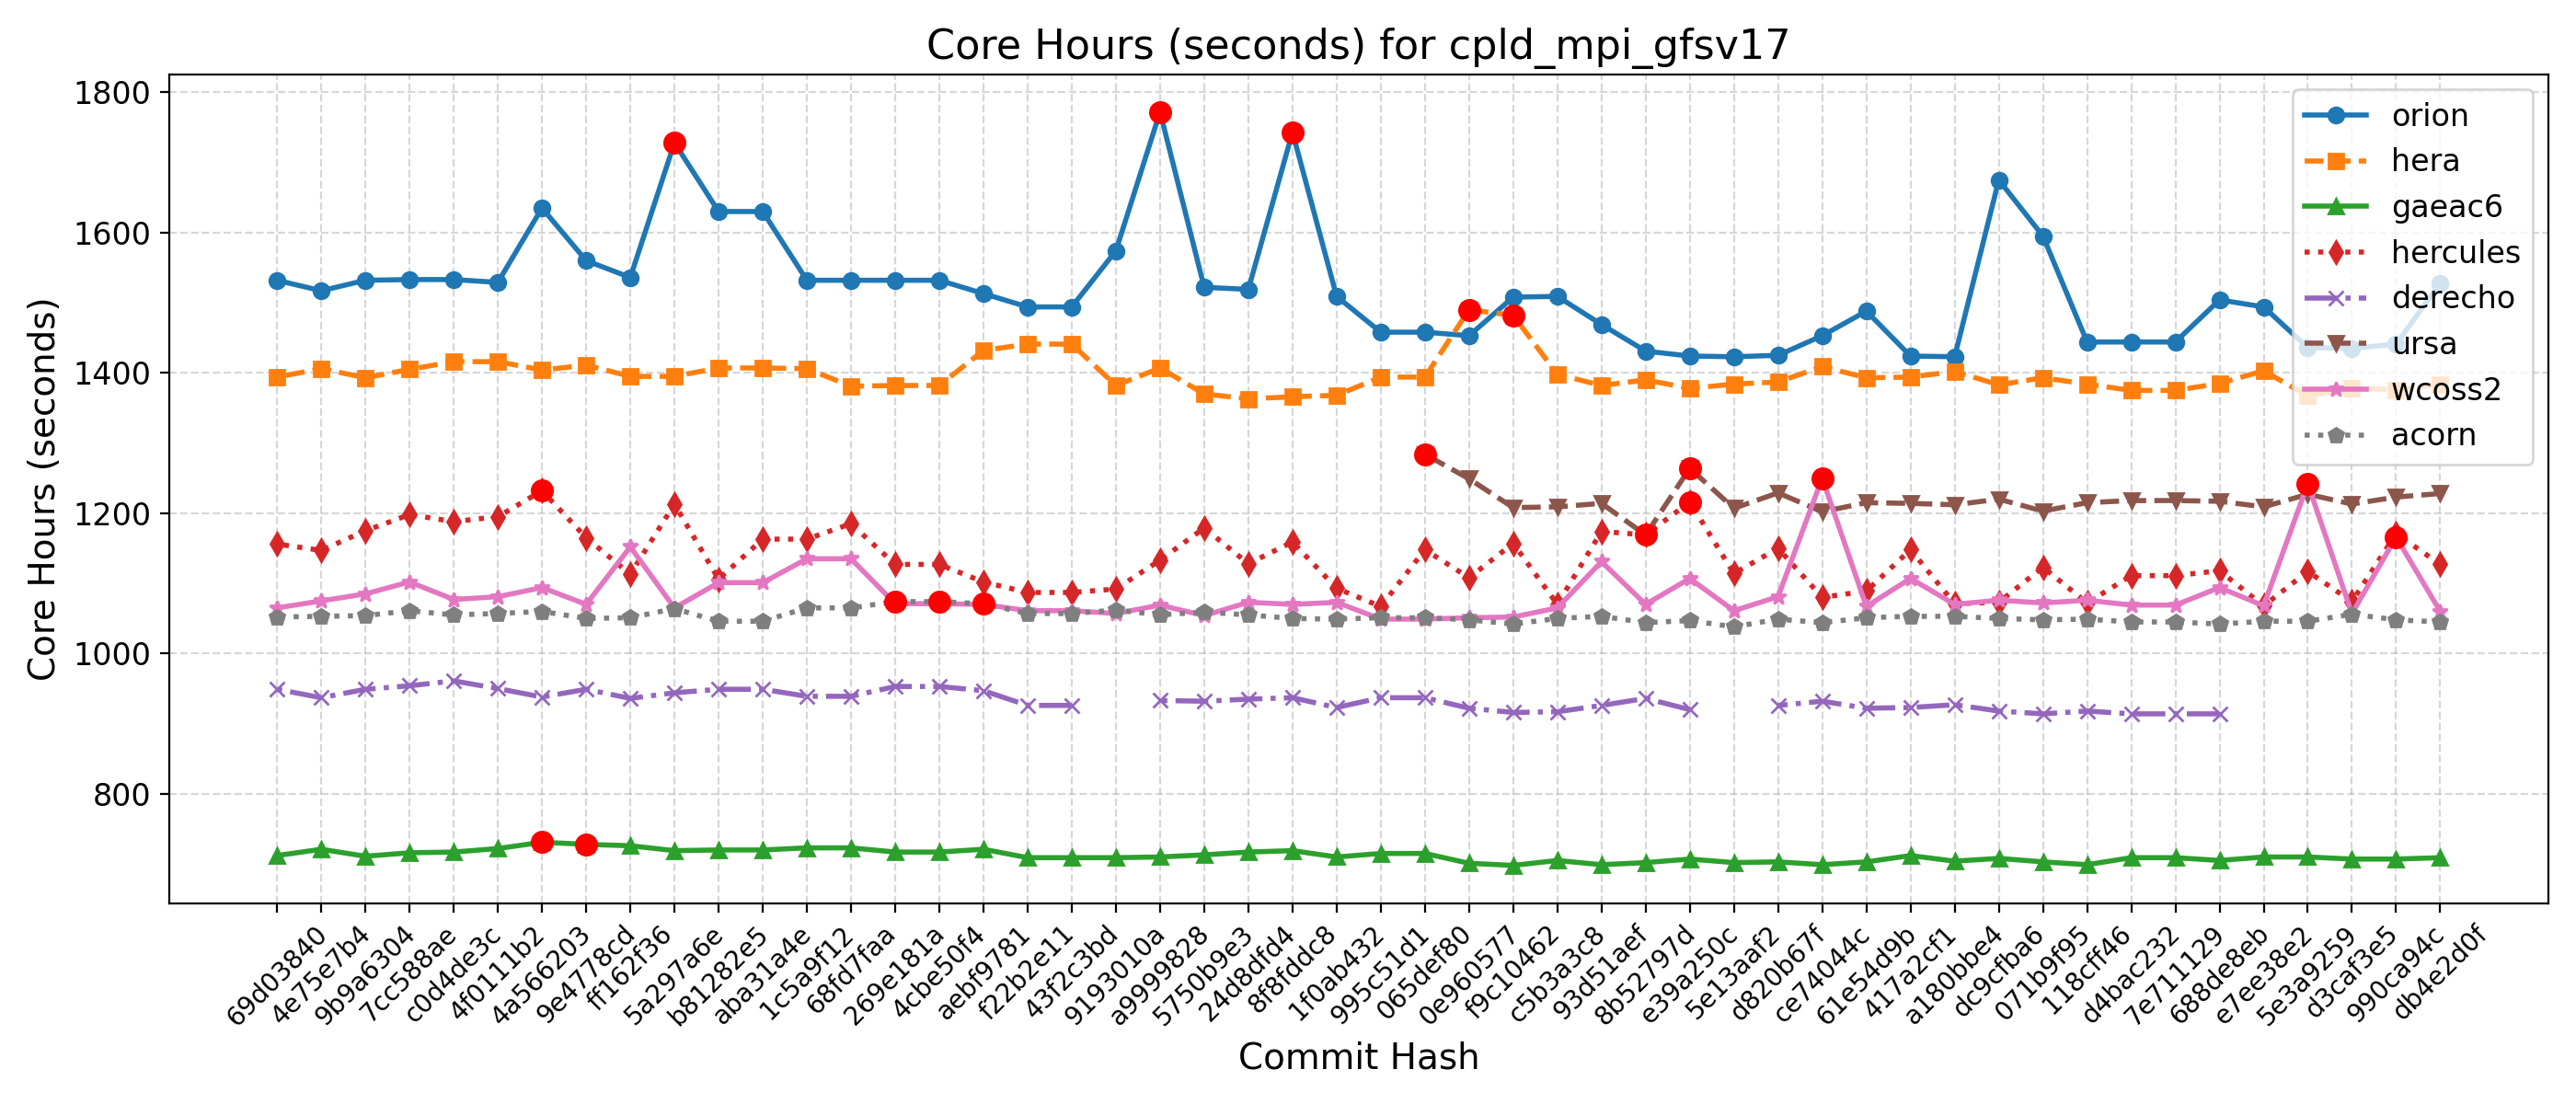 Core Hours (seconds) for cpld_mpi_gfsv17
Core Hours (seconds)
1800
1600
1400
1200
1000
800
orion
hera
gaeac6
hercules
derecho
ursa
wcoss2
acorn
69d03840
4e75e7b4
9b9a6304
7cc588ae
c0d4de3c
4f0111b2
4a566203
9e4778cd
ff162f36
5a297a6e
b81282e5
aba31a4e
1c5a9f12
68fd7faa
269e181a
4cbe50f4
aebf9781
f22b2e11
43f2c3bd
9193010a
a9999828
5750b9e3
24d8dfd4
8f8fddc8
1f0ab432
995c51d1
065def80
0e960577
f9c10462
c5b3a3c8
93d51aef
8b52797d
e39a250c
5e13aaf2
d820b67f
ce74044c
61e54d9b
417a2cf1
a180bbe4
dc9cfba6
071b9f95
118cff46
d4bac232
7e711129
688de8eb
e7ee38e2
5e3a9259
d3caf3e5
990ca94c
db4e2d0f
Commit Hash